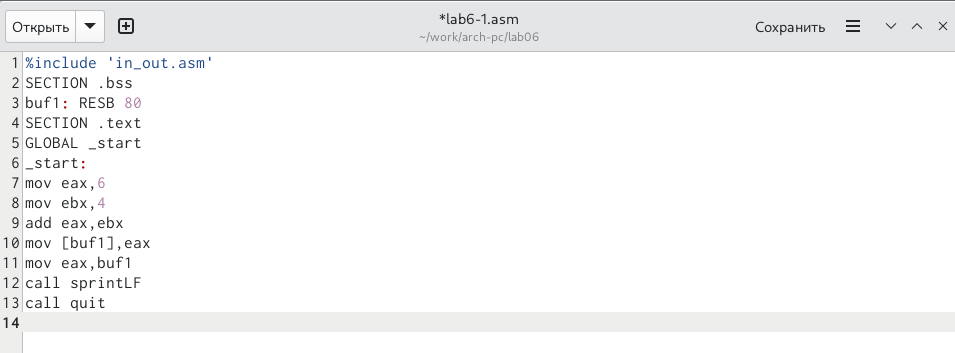 Открыть
*lab6-1.asm
~/work/arch-pc/lab06
Сохранить
1 %include 'in_out.asm'
2 SECTION .bss
3 buf1: RESB 80
4 SECTION .text
5 GLOBAL _start
6 _start:
7 mov eax,6
8 mov ebx,4
9 add eax,ebx
10 mov [buf1],eax
11 mov eax,buf1
12 call sprintLF
13 call quit
14